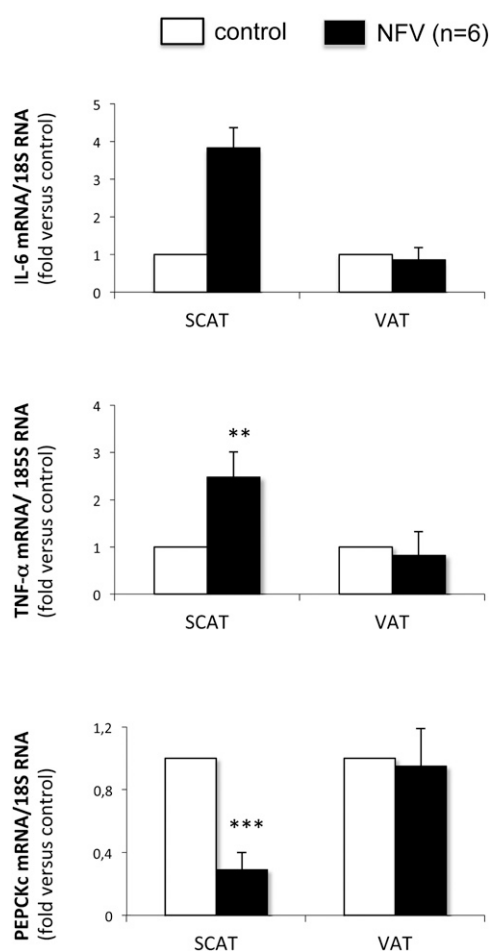 control NFV (n=6)
IL-6 mRNA/18S RNA
(fold versus control)
5
4
3
2
1
0
SCAT VAT
TNF-α mRNA/ 185S RNA
(fold versus control)
4
3
2
1
0
**
SCAT VAT
PEPCKc mRNA/18S RNA
(fold versus control)
1,2
0,8
0,4
0
***
SCAT VAT